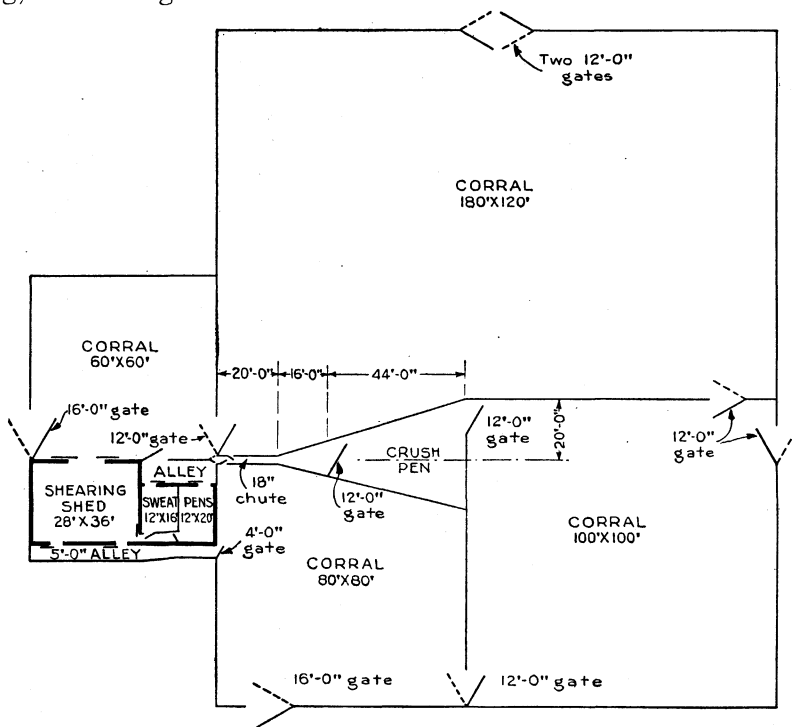 Two 12'-0"
gates
CORRAL
180'X120'
CORRAL
60'X60'
20'-0"
16'-0"
44'-0"
16'-0" gate
12'-0" gate
12'-0"
gate
20'-0"
12'-0"
gate
ALLEY
CRUSH
PEN
18"
chute
12'-0"
gate
SHEARING
SHED
28' X 36'
SWEAT PENS
12'X16' 12'X20'
CORRAL
100'X100'
5'-0" ALLEY
4'-0"
gate
CORRAL
80'X80'
16'-0" gate
12'-0" gate